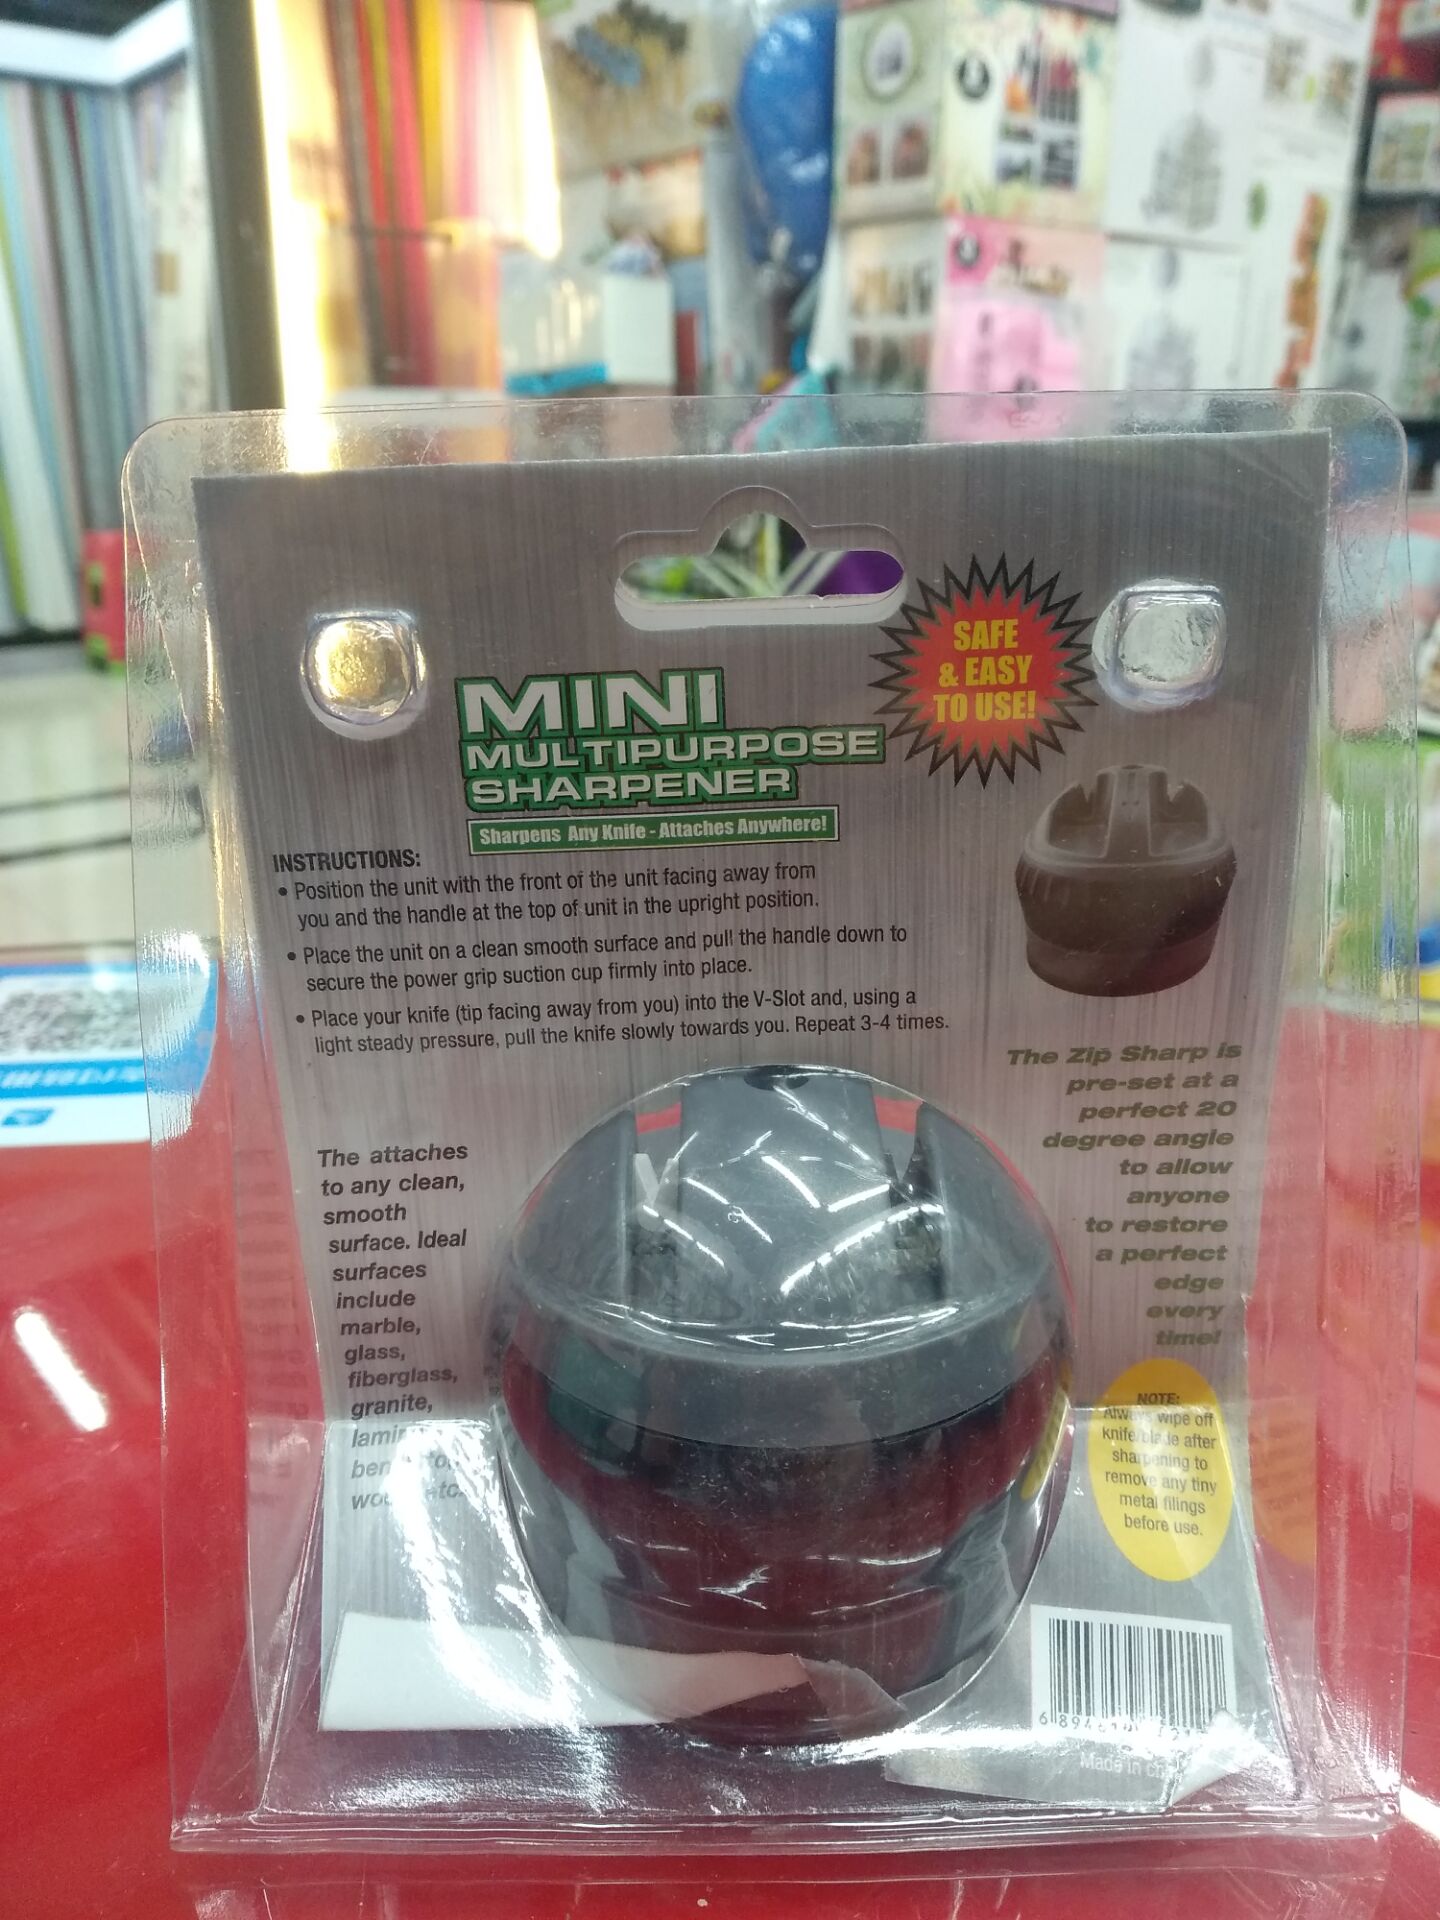 SAFE
& EASY
TO USE!
MINI
MULTIPURPOSE
SHARPENER
Sharpens Any Knife - Attaches Anywhere!
INSTRUCTIONS:
• Position the unit with the front of the unit facing away from
you and the handle at the top of unit in the upright position.
• Place the unit on a clean smooth surface and pull the handle down to
secure the power grip suction cup firmly into place.
• Place your knife (tip facing away from you) into the V-Slot and, using a
light steady pressure, pull the knife slowly towards you. Repeat 3-4 times.
The attaches
to any clean,
smooth
surface. Ideal
surfaces
include
marble,
glass,
fiberglass,
granite,
The Zip Sharp is
pre-set at a
perfect 20
degree angle
to allow
anyone
to restore
a perfect
edge
every
time!
NOTE:
Always wipe off
knife/blade after
sharpening to
remove any tiny
metal filings
before use.
Made in